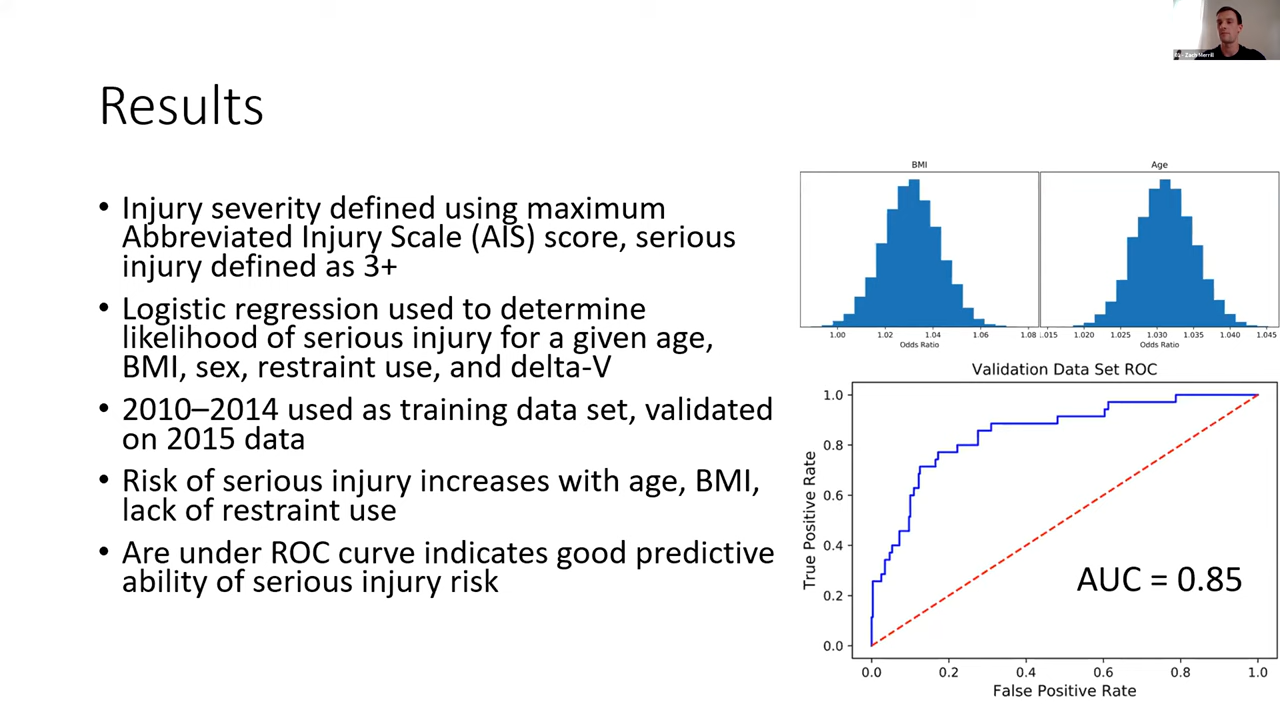 Results
• Injury severity defined using maximum
Abbreviated Injury Scale (AIS) score, serious
injury defined as 3+
• Logistic regression used to determine
likelihood of serious injury for a given age,
BMI, sex, restraint use, and delta-V
• 2010–2014 used as training data set, validated
on 2015 data
• Risk of serious injury increases with age, BMI,
lack of restraint use
• Are under ROC curve indicates good predictive
ability of serious injury risk
BMI
1.00 1.02 1.04 1.06 1.08
Odds Ratio
Age
.015 1.020 1.025 1.030 1.035 1.040 1.045
Odds Ratio
Validation Data Set ROC
True Positive Rate
1.0
0.8
0.6
0.4
0.2
0.0
AUC = 0.85
0.0 0.2 0.4 0.6 0.8 1.0
False Positive Rate